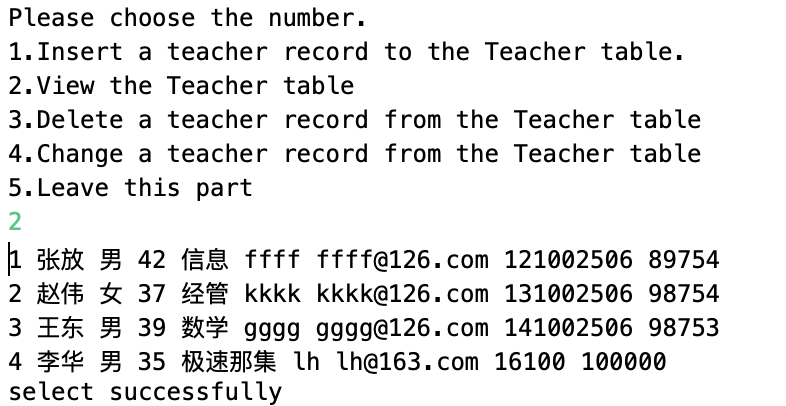 Please choose the number.
1.Insert a teacher record to the Teacher table.
2.View the Teacher table
3.Delete a teacher record from the Teacher table
4.Change a teacher record from the Teacher table
5.Leave this part
2
1 张放 男 42 信息 ffff ffff@126.com 121002506 89754
2 赵伟 女 37 经管 kkkk kkkk@126.com 131002506 98754
3 王东 男 39 数学 gggg gggg@126.com 141002506 98753
4 李华 男 35 极速那集 lh lh@163.com 16100 100000
select successfully